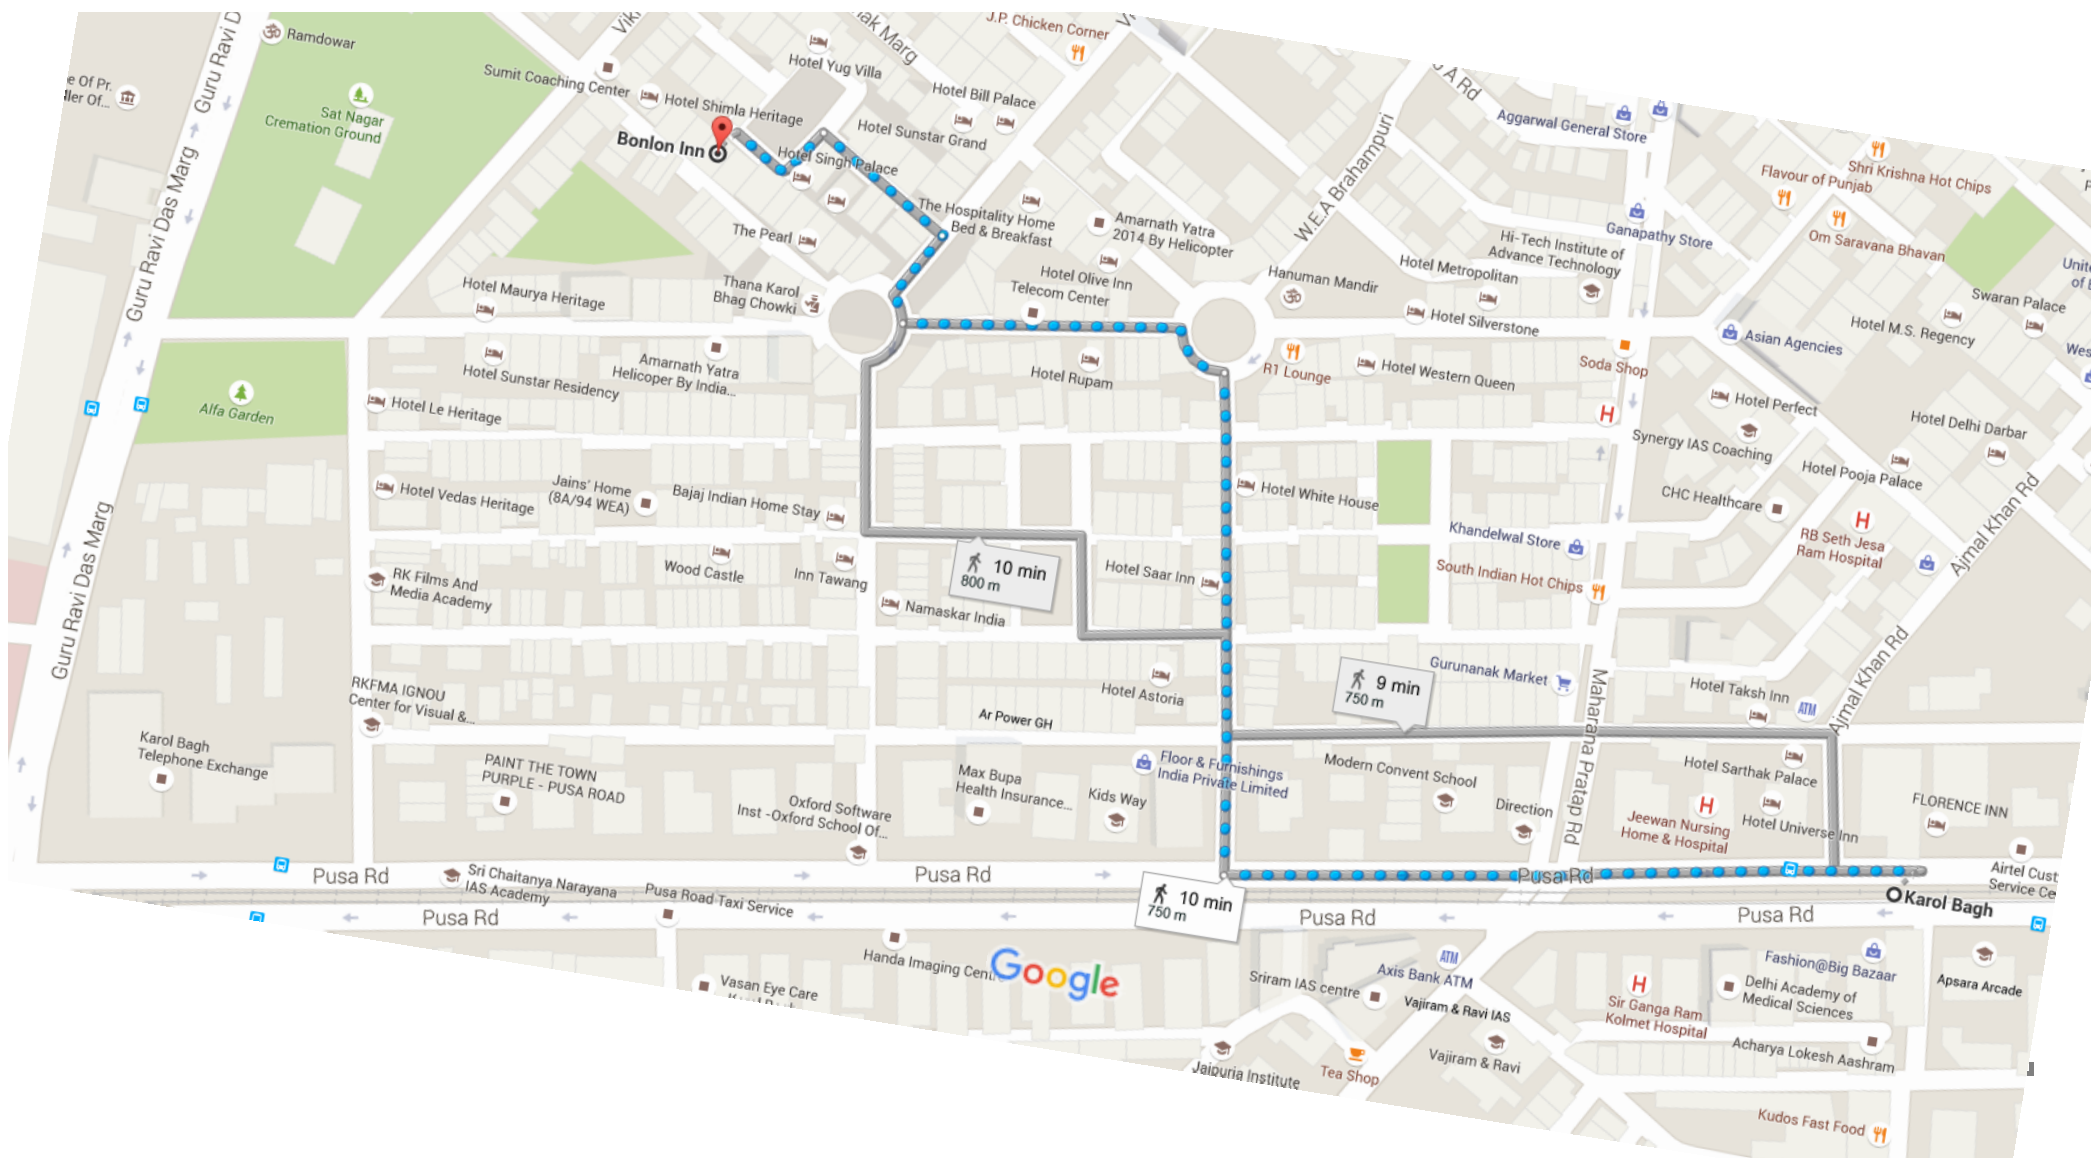 J.P. Chicken Corner
Ramdowar
Guru Ravi D
Hotel Yug Villa
Sumit Coaching Center
Hotel Shimla Heritage
Hotel Bill Palace
Sat Nagar
Cremation Ground
Bonlon Inn
Hotel Sunstar Grand
Hotel Singh Palace
Aggarwal General Store
Shri Krishna Hot Chips
Flavour of Punjab
Om Saravana Bhavan
Ganapathy Store
W.E.A Brahampuri
The Hospitality Home
Bed & Breakfast
Amarnath Yatra
2014 By Helicopter
The Pearl
Guru Ravi Das Marg
Hi-Tech Institute of
Advance Technology
Hotel Metropolitan
Hanuman Mandir
Hotel Olive Inn
Telecom Center
Thana Karol
Bhag Chowki
Hotel Maurya Heritage
Hotel Silverstone
Swaran Palace
Hotel M.S. Regency
Asian Agencies
Soda Shop
Hotel Sunstar Residency
Amarnath Yatra
Helicoper By India...
Hotel Rupam
R1 Lounge
Hotel Western Queen
Alfa Garden
Hotel Le Heritage
Hotel Perfect
Hotel Delhi Darbar
Synergy IAS Coaching
Hotel Pooja Palace
Hotel Vedas Heritage
Jains' Home
(8A/94 WEA)
Bajaj Indian Home Stay
Hotel White House
CHC Healthcare
Ajmal Khan Rd
Khandelwal Store
RB Seth Jesa
Ram Hospital
Guru Ravi Das Marg
RK Films And
Media Academy
Wood Castle
Inn Tawang
10 min
800 m
Hotel Saar Inn
South Indian Hot Chips
Namaskar India
Ajmal Khan Rd
Gurunanak Market
9 min
750 m
Maharana Pratap Rd
Hotel Taksh Inn
ATM
RKFMA IGNOU
Center for Visual &...
Hotel Astoria
Ar Power GH
Karol Bagh
Telephone Exchange
PAINT THE TOWN
PURPLE - PUSA ROAD
Max Bupa
Health Insurance...
Floor & Furnishings
India Private Limited
Modern Convent School
Hotel Sarthak Palace
Oxford Software
Inst -Oxford School Of...
Kids Way
Direction
Jeewan Nursing
Home & Hospital
Hotel Universe Inn
FLORENCE INN
Pusa Rd
Pusa Rd
Pusa Rd
Sri Chaitanya Narayana
IAS Academy
Pusa Road Taxi Service
10 min
750 m
Karol Bagh
Airtel Cust
Service Ce
Pusa Rd
Pusa Rd
Pusa Rd
Handa Imaging Cent
Google
Vasan Eye Care
Sriram IAS centre
Axis Bank ATM
ATM
Vajiram & Ravi IAS
Fashion@Big Bazaar
Apsara Arcade
Delhi Academy of
Medical Sciences
Sir Ganga Ram
Kolmet Hospital
Jaipuria Institute
Tea Shop
Vajiram & Ravi
Acharya Lokesh Aashram
Kudos Fast Food